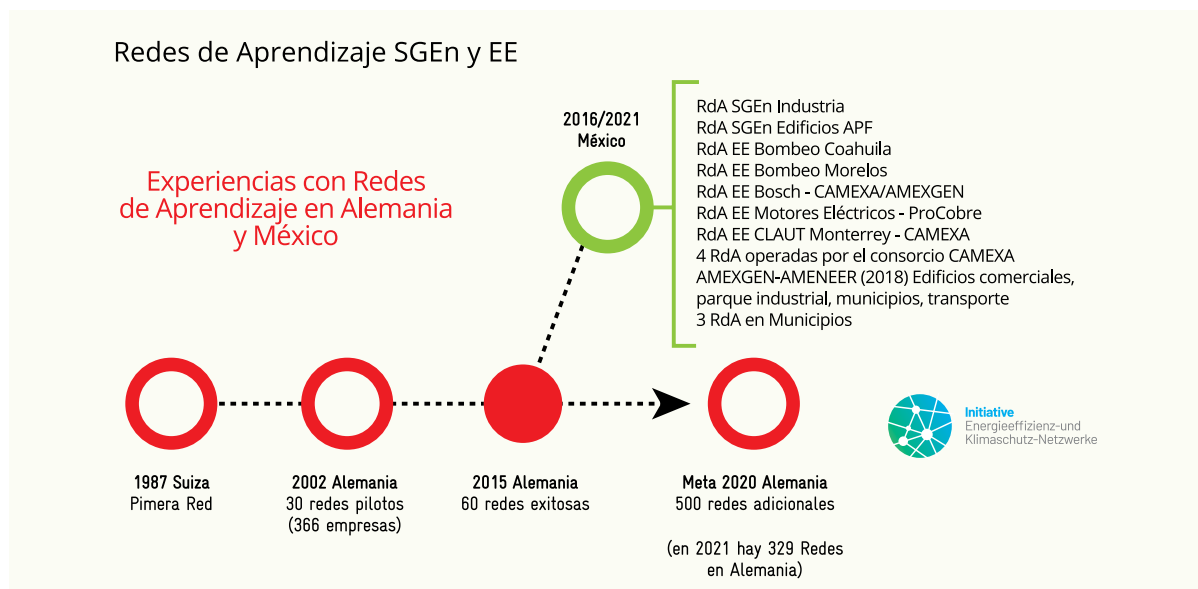 Redes de Aprendizaje SGEn y EE
Experiencias con Redes
de Aprendizaje en Alemania
y México
2016/2021
México
RdA SGEn Industria
RdA SGEn Edificios APF
RdA EE Bombeo Coahuila
RdA EE Bombeo Morelos
RdA EE Bosch - CAMEXA/AMEXGEN
RdA EE Motores Eléctricos - ProCobre
RdA EE CLAUT Monterrey - CAMEXA
4 RdA operadas por el consorcio CAMEXA
AMEXGEN-AMENEER (2018) Edificios comerciales,
parque industrial, municipios, transporte
3 RdA en Municipios
1987 Suiza
Pimera Red
2002 Alemania
30 redes pilotos
(366 empresas)
2015 Alemania
60 redes exitosas
Meta 2020 Alemania
500 redes adicionales
(en 2021 hay 329 Redes
en Alemania)
Initiative
Energieeffizienz-und
Klimaschutz-Netzwerke